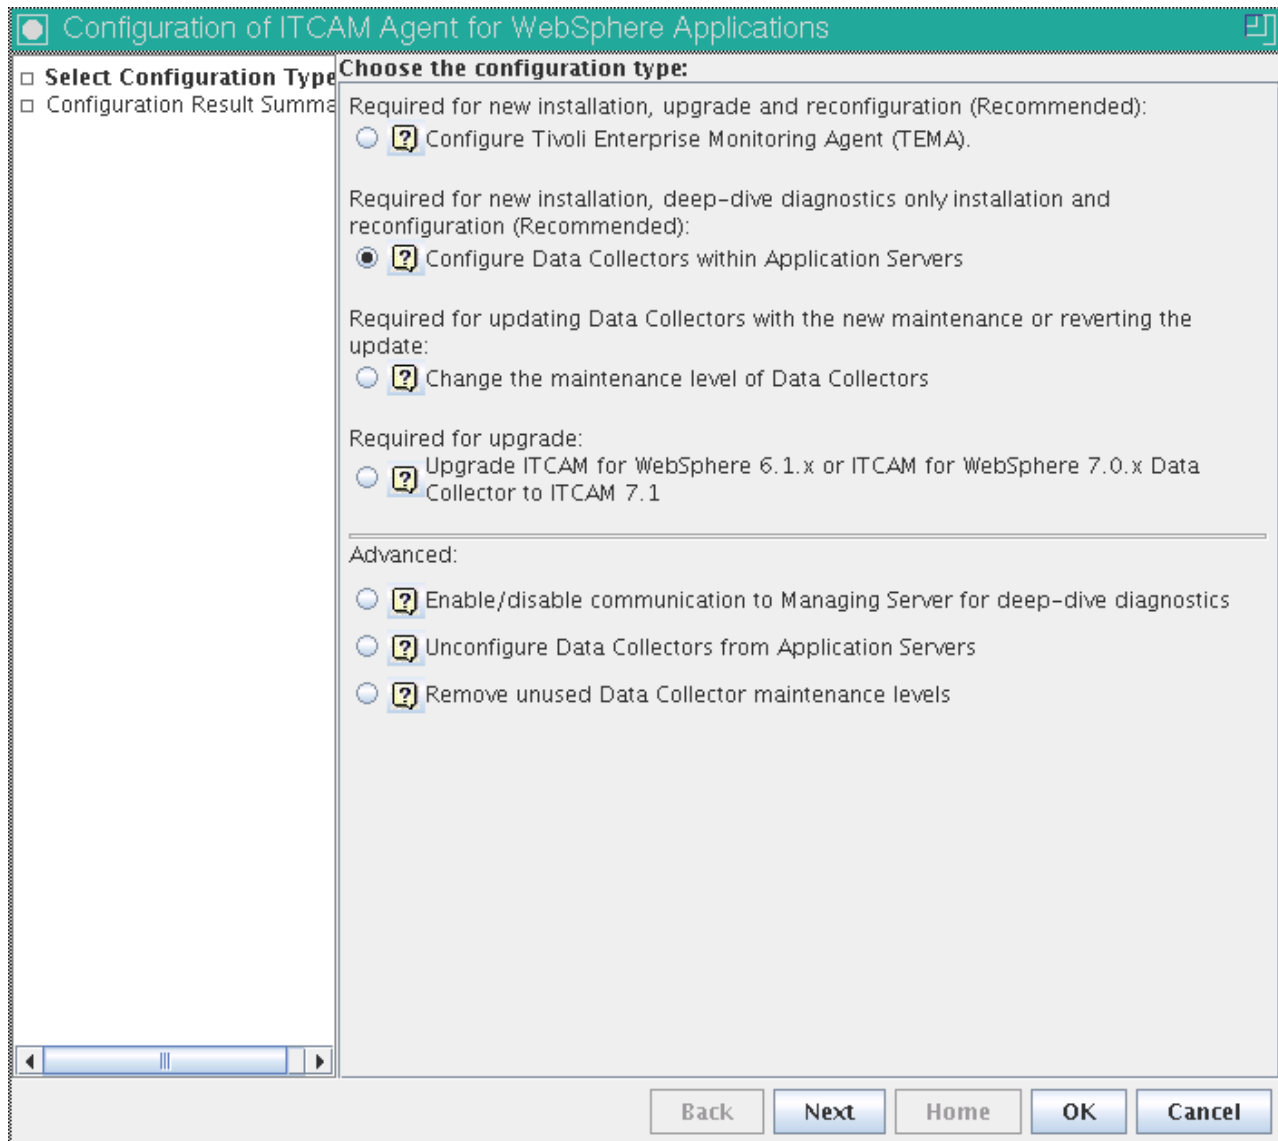 Configuration of ITCAM Agent for WebSphere Applications
Select Configuration Type
Configuration Result Summa
Choose the configuration type:
Required for new installation, upgrade and reconfiguration (Recommended):
Configure Tivoli Enterprise Monitoring Agent (TEMA).
Required for new installation, deep-dive diagnostics only installation and
reconfiguration (Recommended):
Configure Data Collectors within Application Servers
Required for updating Data Collectors with the new maintenance or reverting the
update:
Change the maintenance level of Data Collectors
Required for upgrade:
Upgrade ITCAM for WebSphere 6.1.x or ITCAM for WebSphere 7.0.x Data
Collector to ITCAM 7.1
Advanced:
Enable/disable communication to Managing Server for deep-dive diagnostics
Unconfigure Data Collectors from Application Servers
Remove unused Data Collector maintenance levels
Back Next Home OK Cancel